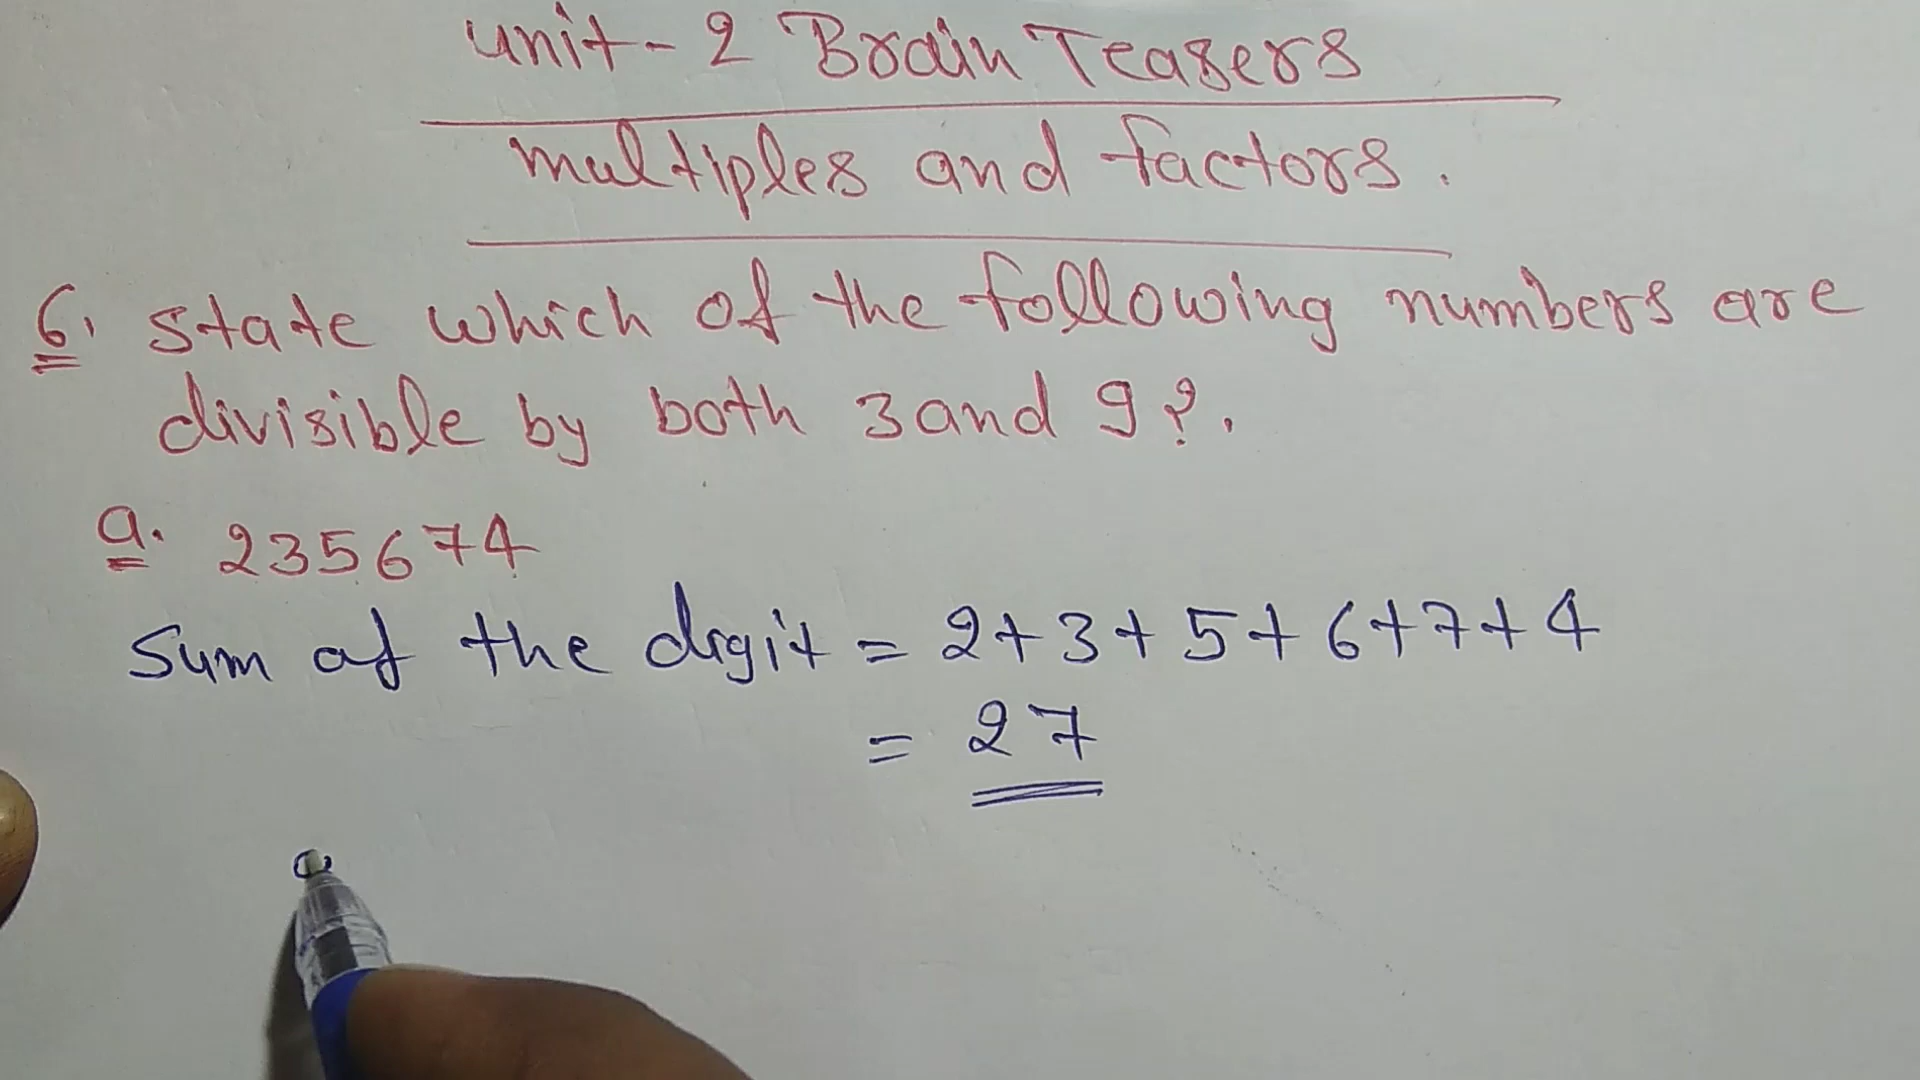 unit-2 Brain Teasers
multiples and factors.
6. state which of the following numbers are
divisible by both 3 and 9?.
a. 235674
Sum of the digit = 2+3+5+6+7+4
= 27